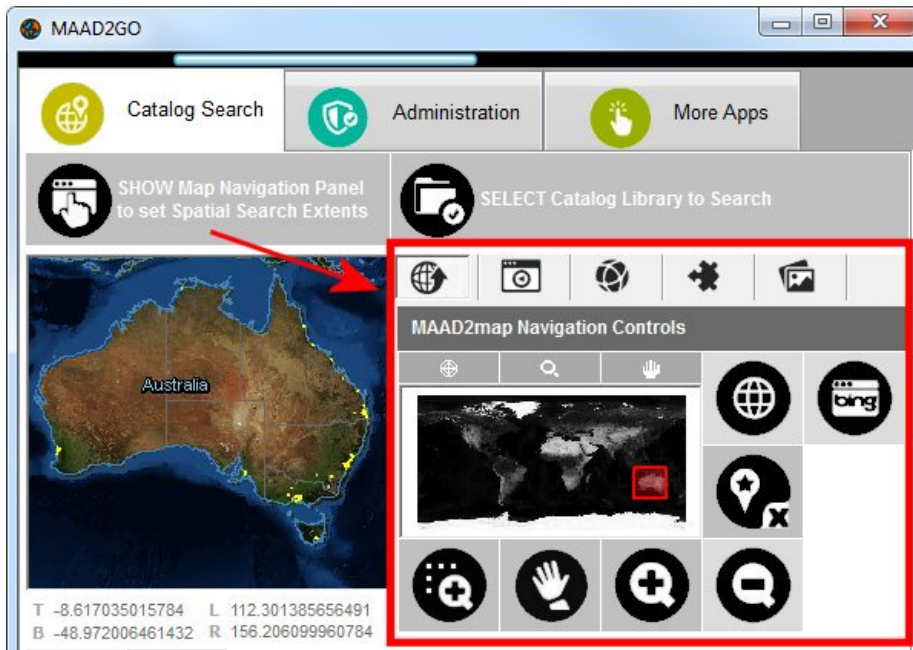 MAAD2GO
Catalog Search
Administration
More Apps
SHOW Map Navigation Panel
to set Spatial Search Extents
SELECT Catalog Library to Search
MAAD2map Navigation Controls
Australia
bing
T -8.617035015784 L 112.301385656491
B -48.972006461432 R 156.206099960784